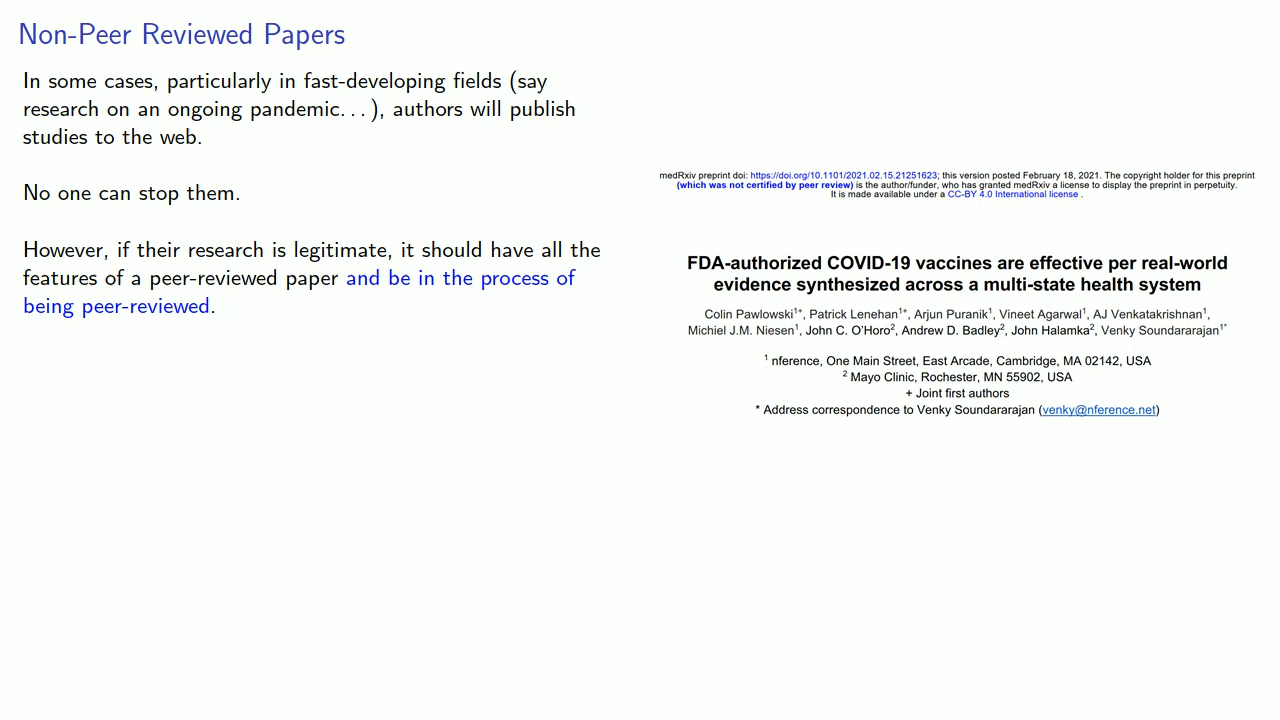 Non-Peer Reviewed Papers
In some cases, particularly in fast-developing fields (say
research on an ongoing pandemic. . . ), authors will publish
studies to the web.
No one can stop them.
However, if their research is legitimate, it should have all the
features of a peer-reviewed paper and be in the process of
being peer-reviewed.
medRxiv preprint doi: https://doi.org/10.1101/2021.02.15.21251623; this version posted February 18, 2021. The copyright holder for this preprint
(which was not certified by peer review) is the author/funder, who has granted medRxiv a license to display the preprint in perpetuity.
It is made available under a CC-BY 4.0 International license .
FDA-authorized COVID-19 vaccines are effective per real-world
evidence synthesized across a multi-state health system
Colin Pawlowski1+, Patrick Lenehan1+, Arjun Puranik1, Vineet Agarwal1, AJ Venkatakrishnan1,
Michiel J.M. Niesen1, John C. O'Horo2, Andrew D. Badley2, John Halamka2, Venky Soundararajan1*
1 nference, One Main Street, East Arcade, Cambridge, MA 02142, USA
2 Mayo Clinic, Rochester, MN 55902, USA
+ Joint first authors
* Address correspondence to Venky Soundararajan (venky@nference.net)